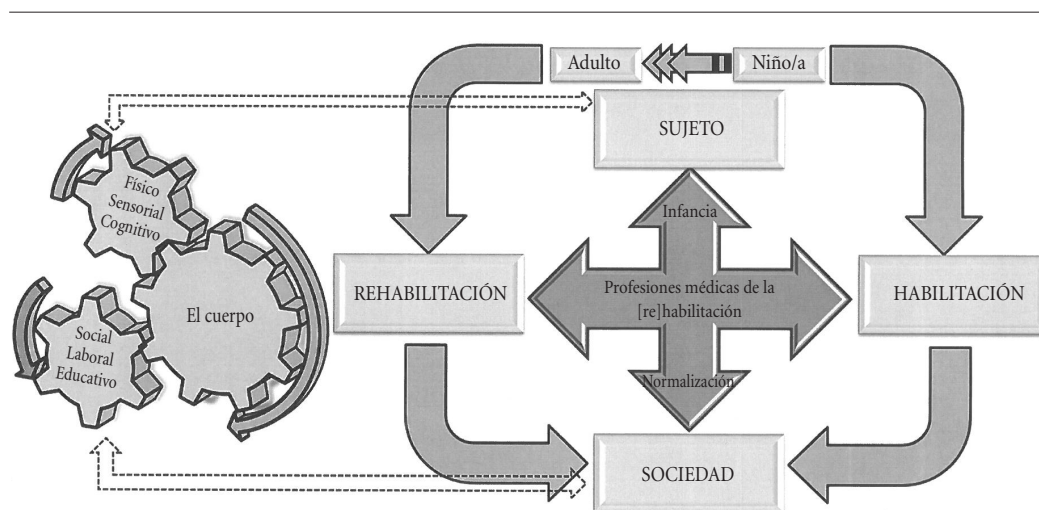 Adulto
Niño/a
SUJETO
Físico
Sensorial
Cognitivo
Infancia
REHABILITACIÓN
Profesiones médicas de la
[re]habilitación
HABILITACIÓN
El cuerpo
Social
Laboral
Educativo
Normalización
SOCIEDAD